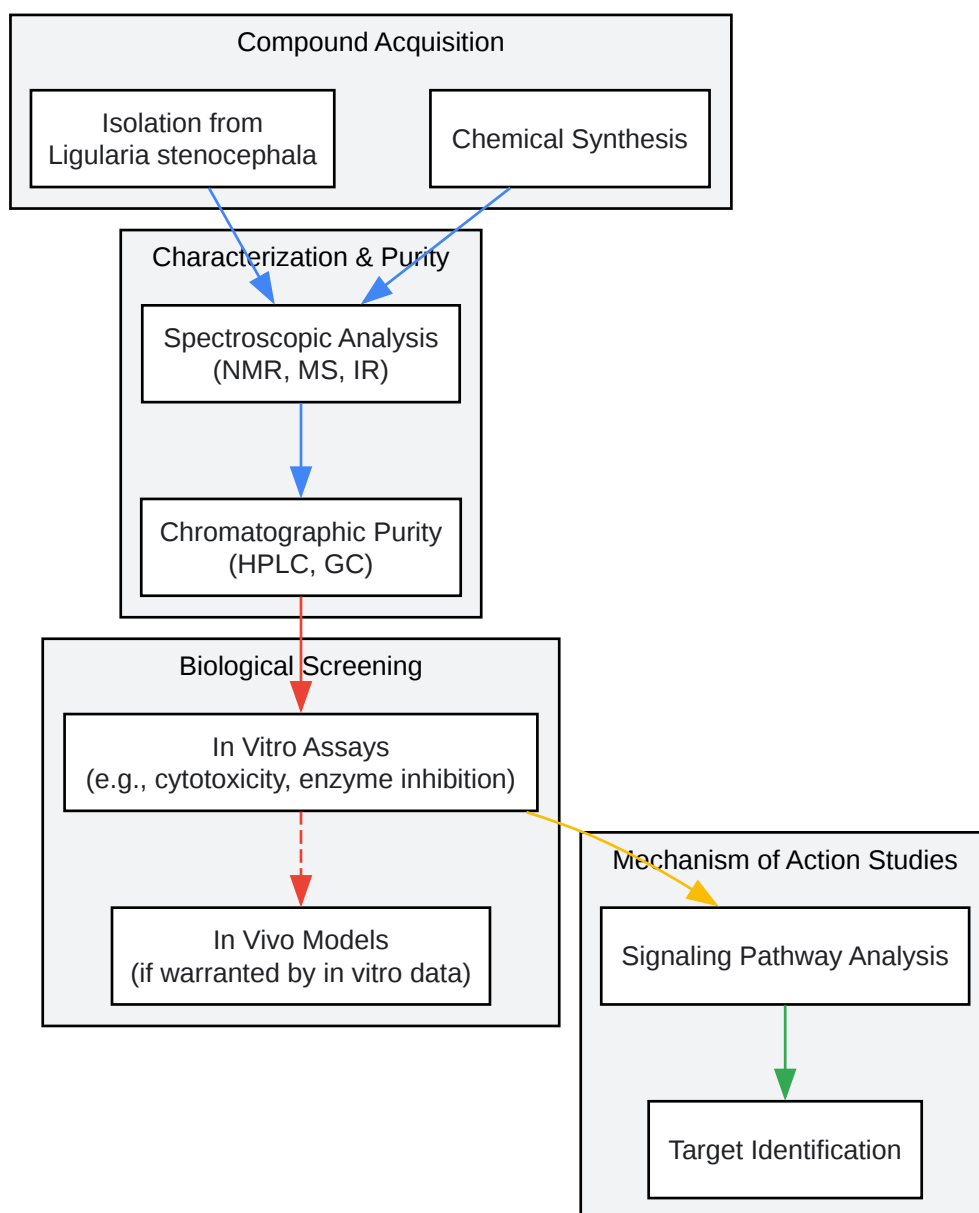 Compound Acquisition
Isolation from
Ligularia stenocephala
Chemical Synthesis
Characterization & Purity
Spectroscopic Analysis
(NMR, MS, IR)
Chromatographic Purity
(HPLC, GC)
Biological Screening
In Vitro Assays
(e.g., cytotoxicity, enzyme inhibition)
In Vivo Models
(if warranted by in vitro data)
Mechanism of Action Studies
Signaling Pathway Analysis
Target Identification